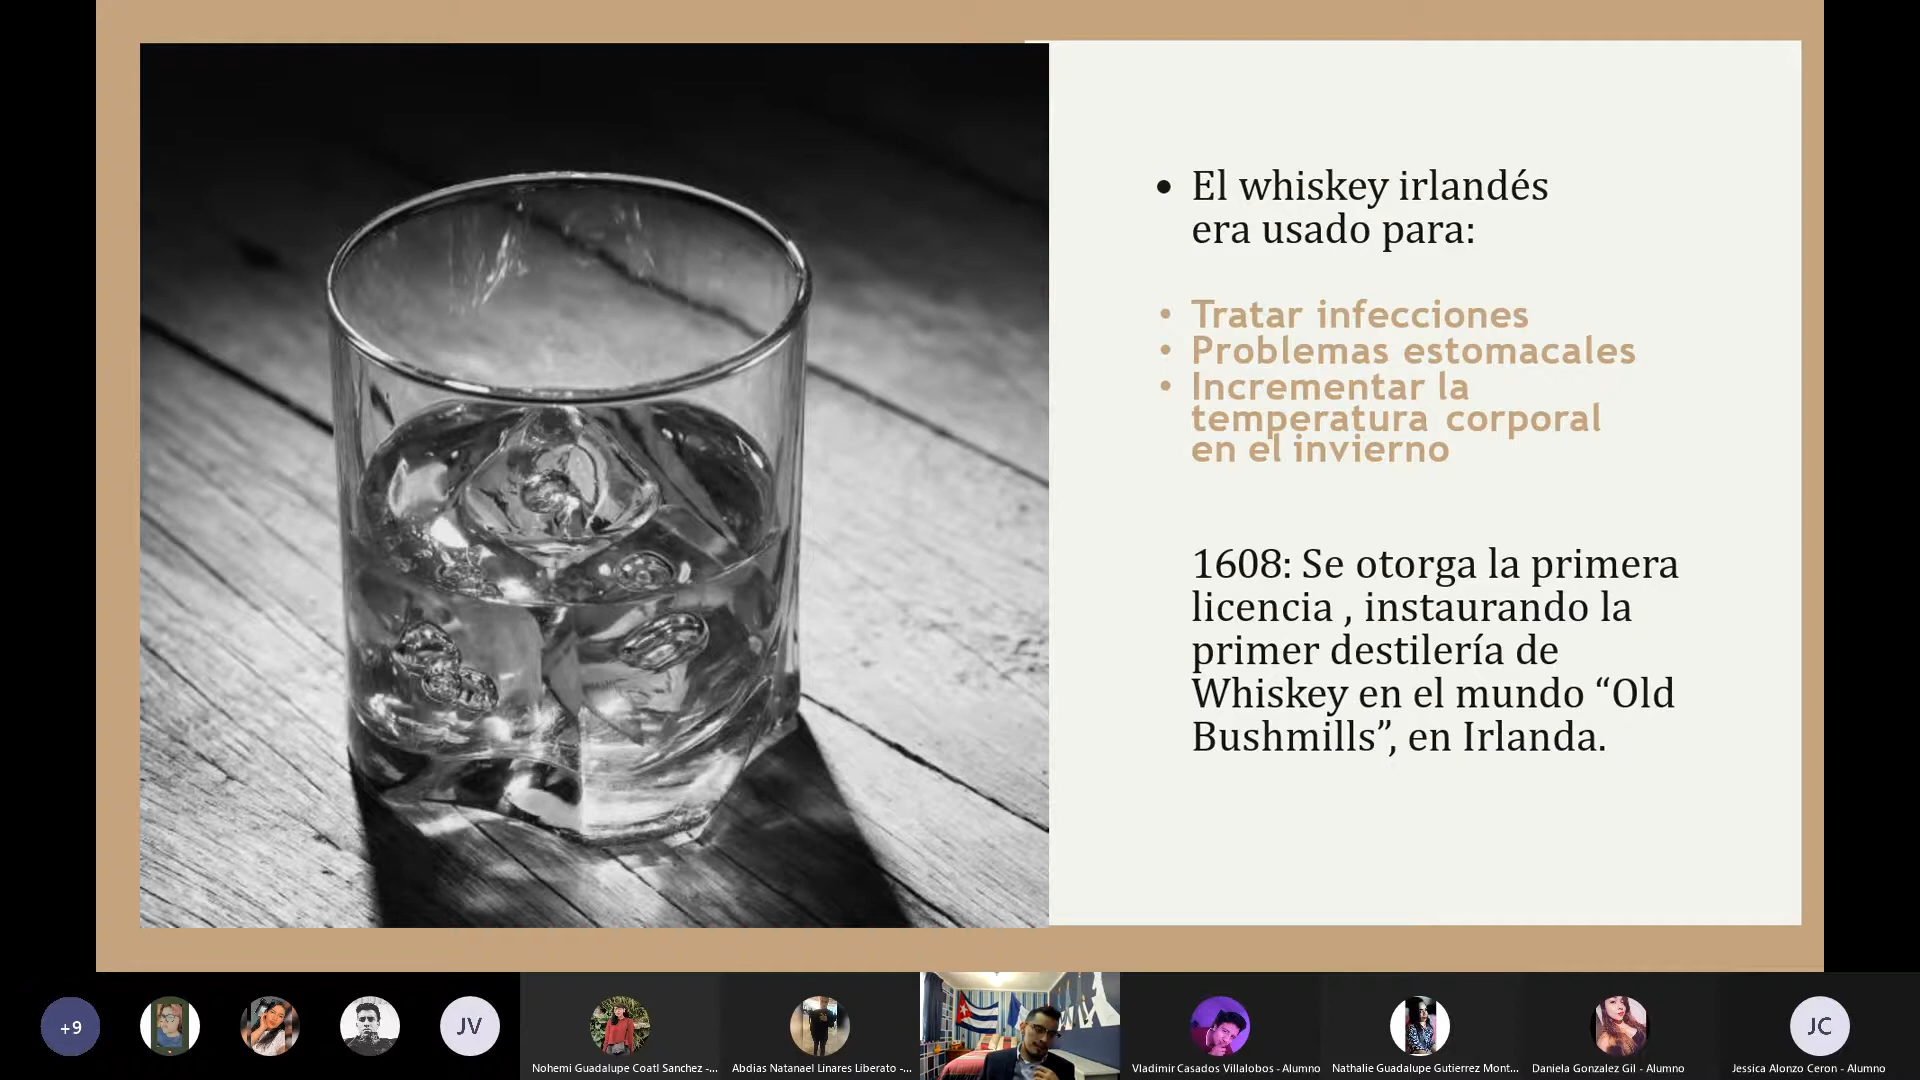 • El whiskey irlandés
era usado para:
• Tratar infecciones
• Problemas estomacales
• Incrementar la
temperatura corporal
en el invierno
1608: Se otorga la primera
licencia , instaurando la
primer destilería de
Whiskey en el mundo “Old
Bushmills”, en Irlanda.
+9
JV
Nohemi Guadalupe Coatl Sanchez -...
Abdias Natanael Linares Liberato -...
Vladimir Casados Villalobos - Alumno
Nathalie Guadalupe Gutierrez Mont...
Daniela Gonzalez Gil - Alumno
JC
Jessica Alonzo Ceron - Alumno